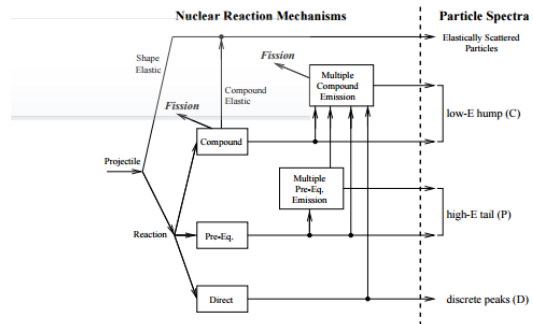 Nuclear Reaction Mechanisms
Particle Spectra
Elastically Scattered
Particles
Shape
Elastic
Fission
Multiple
Compound
Emission
Compound
Elastic
Fission
low-E hump (C)
Compound
Projectile
Multiple
Pre-Eq.
Emission
high-E tail (P)
Reaction
Pre-Eq.
Direct
discrete peaks (D)